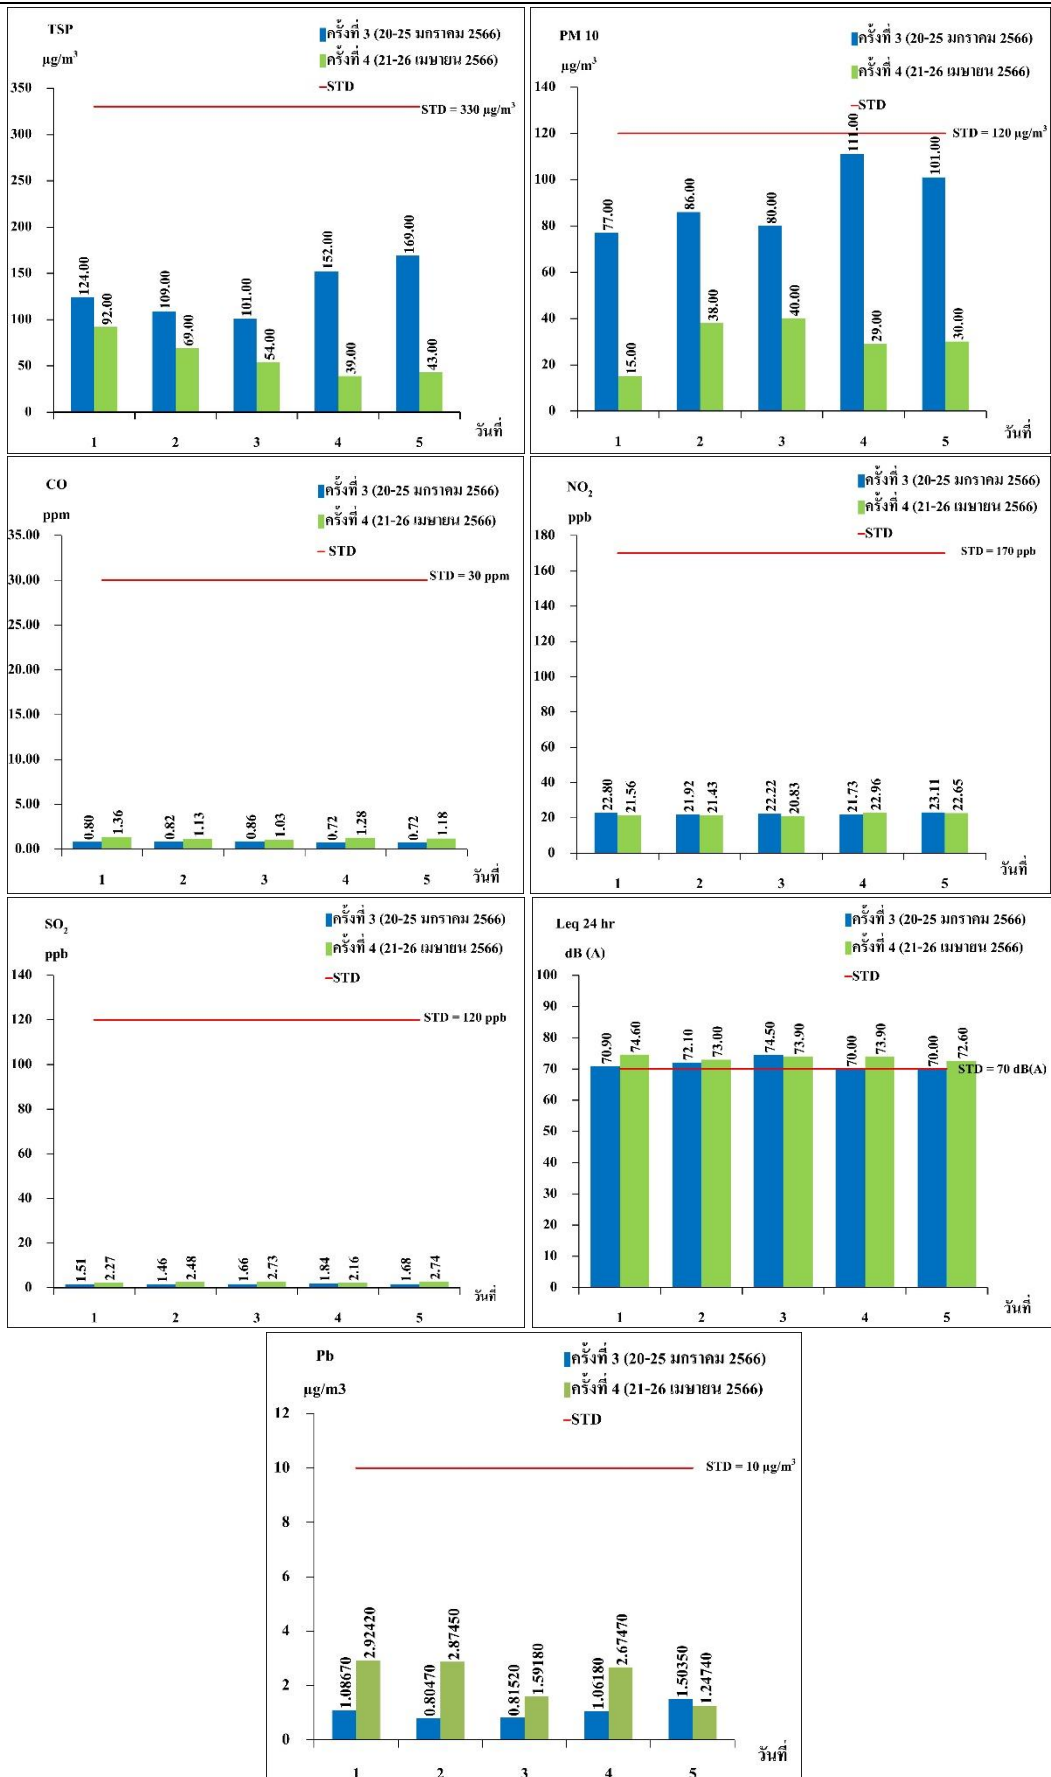 TSP
µg/m³
ครั้งที่ 3 (20-25 มกราคม 2566)
ครั้งที่ 4 (21-26 เมษายน 2566)
STD
STD = 330 µg/m³
350
300
250
200
150
100
50
0
124.00
92.00
109.00
69.00
101.00
54.00
152.00
39.00
169.00
43.00
1 2 3 4 5
วันที่
PM 10
µg/m³
ครั้งที่ 3 (20-25 มกราคม 2566)
ครั้งที่ 4 (21-26 เมษายน 2566)
STD
STD = 120 µg/m³
140
120
100
80
60
40
20
0
77.00
15.00
86.00
38.00
80.00
40.00
111.00
29.00
101.00
30.00
1 2 3 4 5
วันที่
CO
ppm
ครั้งที่ 3 (20-25 มกราคม 2566)
ครั้งที่ 4 (21-26 เมษายน 2566)
STD
STD = 30 ppm
35.00
30.00
25.00
20.00
15.00
10.00
5.00
0.00
0.80
1.36
0.82
1.13
0.86
1.03
0.72
1.28
0.72
1.18
1 2 3 4 5
วันที่
NO₂
ppb
ครั้งที่ 3 (20-25 มกราคม 2566)
ครั้งที่ 4 (21-26 เมษายน 2566)
STD
STD = 170 ppb
180
160
140
120
100
80
60
40
20
0
22.80
21.56
21.92
21.43
22.22
20.83
21.73
22.96
23.11
22.65
1 2 3 4 5
วันที่
SO₂
ppb
ครั้งที่ 3 (20-25 มกราคม 2566)
ครั้งที่ 4 (21-26 เมษายน 2566)
STD
STD = 120 ppb
140
120
100
80
60
40
20
0
1.51
2.27
1.46
2.48
1.66
2.73
1.84
2.16
1.68
2.74
1 2 3 4 5
วันที่
Leq 24 hr
dB (A)
ครั้งที่ 3 (20-25 มกราคม 2566)
ครั้งที่ 4 (21-26 เมษายน 2566)
STD
STD = 70 dB(A)
100
90
80
70
60
50
40
30
20
10
0
70.90
74.60
72.10
73.00
74.50
73.90
70.00
73.90
70.00
72.60
1 2 3 4 5
วันที่
Pb
µg/m3
ครั้งที่ 3 (20-25 มกราคม 2566)
ครั้งที่ 4 (21-26 เมษายน 2566)
STD
STD = 10 µg/m³
12
10
8
6
4
2
0
1.08670
2.92420
0.80470
2.87450
0.81520
1.59180
1.06180
2.67470
1.50350
1.24740
1 2 3 4 5
วันที่